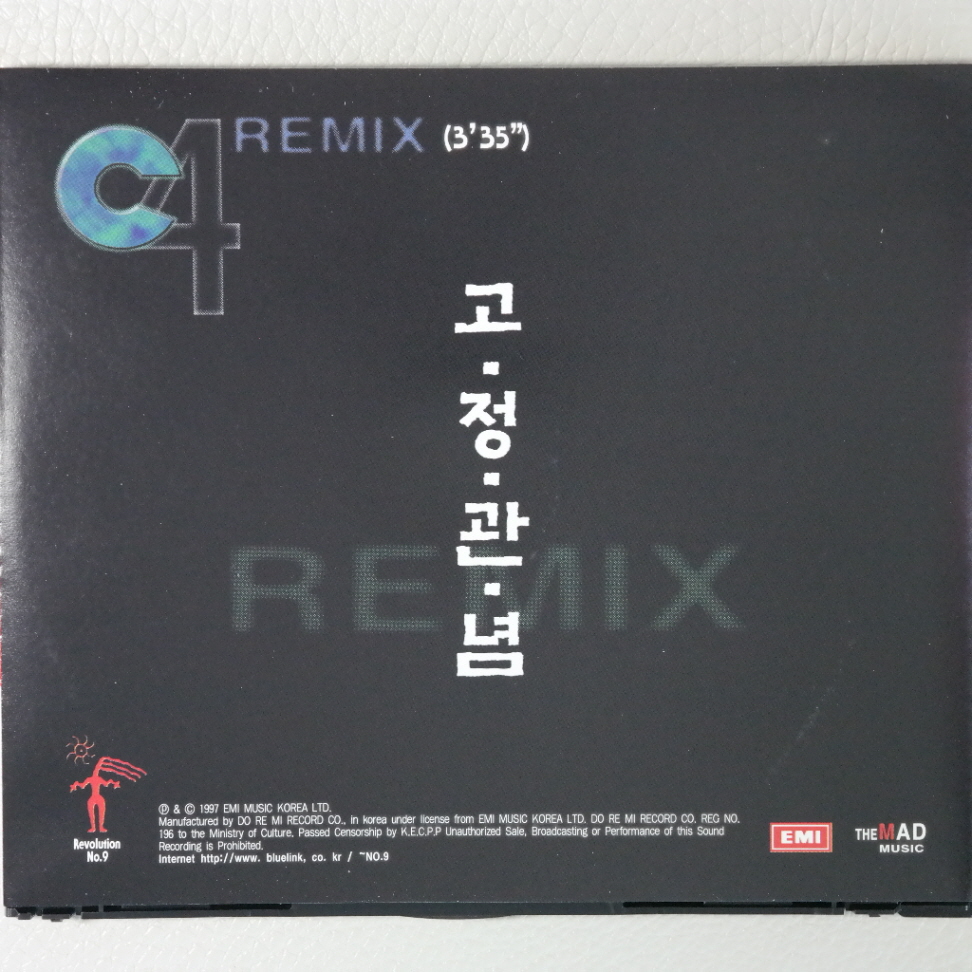 C4 REMIX (3'35")
고·정·관·념
REMIX
Revolution
No.9
℗ & © 1997 EMI MUSIC KOREA LTD.
Manufactured by DO RE MI RECORD CO., in korea under license from EMI MUSIC KOREA LTD. DO RE MI RECORD CO. REG NO.
196 to the Ministry of Culture. Passed Censorship by K.E.C.P.P Unauthorized Sale, Broadcasting or Performance of this Sound
Recording is Prohibited.
Internet http://www. bluelink, co. kr / ~NO.9
EMI
THE MAD
MUSIC